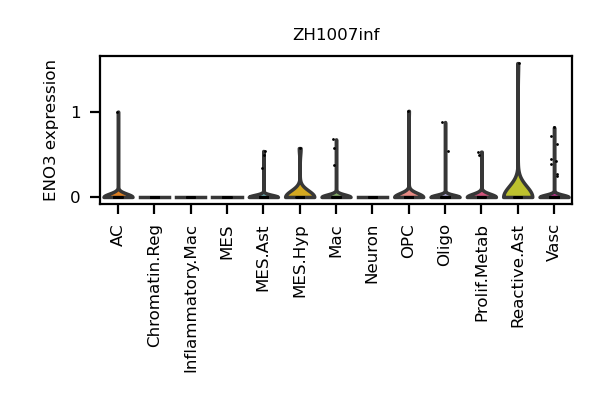 ZH1007inf
ENO3 expression
1
0
AC
Chromatin.Reg
Inflammatory.Mac
MES
MES.Ast
MES.Hyp
Mac
Neuron
OPC
Oligo
Prolif.Metab
Reactive.Ast
Vasc